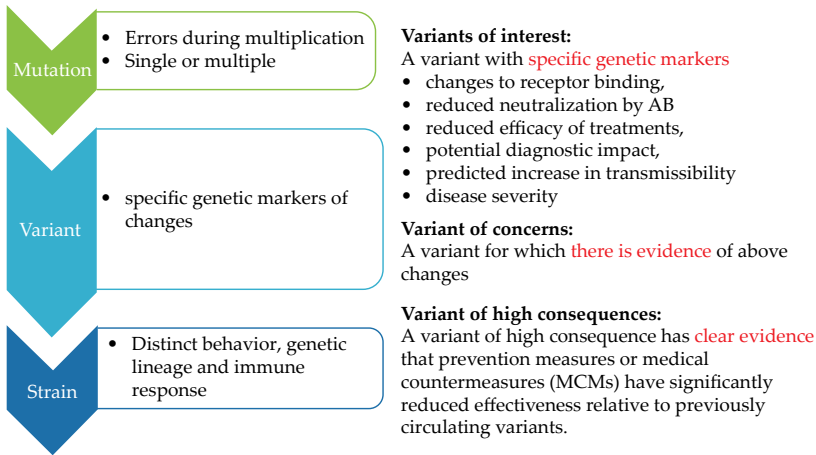 Mutation
• Errors during multiplication
• Single or multiple
Variant
• specific genetic markers of
changes
Strain
• Distinct behavior, genetic
lineage and immune
response
Variants of interest:
A variant with specific genetic markers
• changes to receptor binding,
• reduced neutralization by AB
• reduced efficacy of treatments,
• potential diagnostic impact,
• predicted increase in transmissibility
• disease severity
Variant of concerns:
A variant for which there is evidence of above
changes
Variant of high consequences:
A variant of high consequence has clear evidence
that prevention measures or medical
countermeasures (MCMs) have significantly
reduced effectiveness relative to previously
circulating variants.